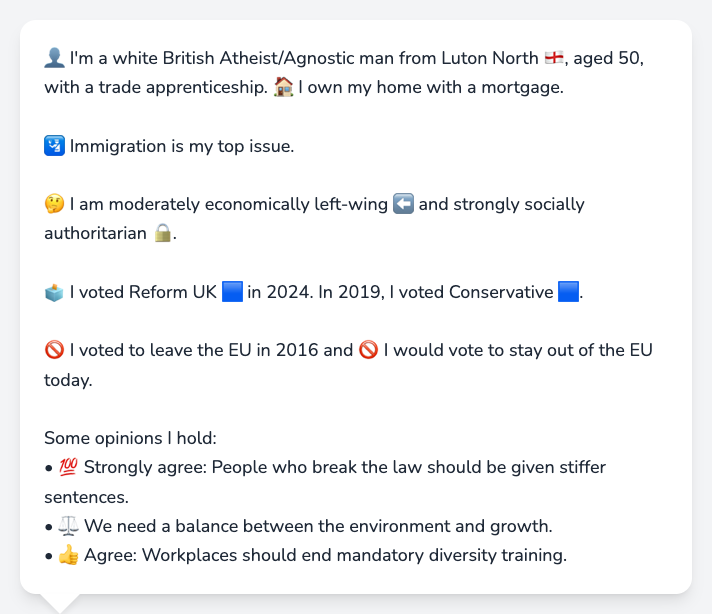 👤 I'm a white British Atheist/Agnostic man from Luton North 🏴󠁧󠁢󠁥󠁮󠁧󠁿, aged 50,
with a trade apprenticeship. 🏠 I own my home with a mortgage.
🛂 Immigration is my top issue.
🤔 I am moderately economically left-wing ⬅️ and strongly socially
authoritarian 🔒.
🗳️ I voted Reform UK 🟦 in 2024. In 2019, I voted Conservative 🟦.
🚫 I voted to leave the EU in 2016 and 🚫 I would vote to stay out of the EU
today.
Some opinions I hold:
• 💯 Strongly agree: People who break the law should be given stiffer
sentences.
• ⚖️ We need a balance between the environment and growth.
• 👍 Agree: Workplaces should end mandatory diversity training.